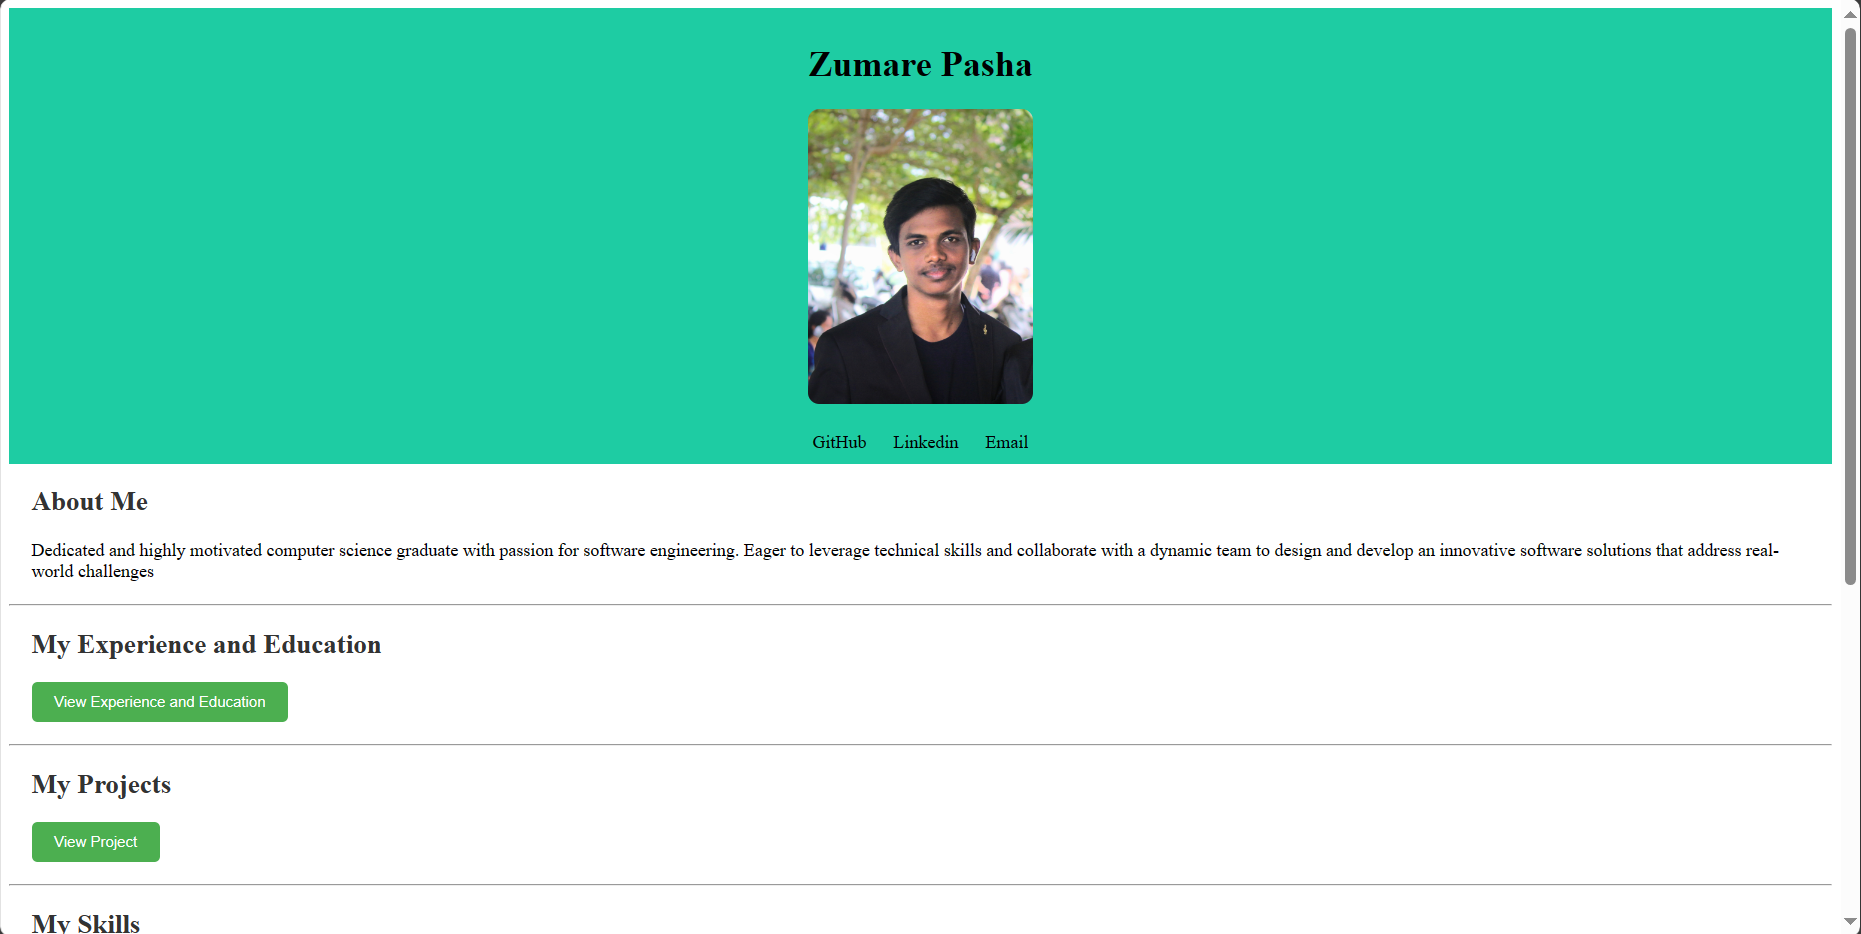 Zumare Pasha
GitHub Linkedin Email
About Me
Dedicated and highly motivated computer science graduate with passion for software engineering. Eager to leverage technical skills and collaborate with a dynamic team to design and develop an innovative software solutions that address real-
world challenges
My Experience and Education
View Experience and Education
My Projects
View Project
My Skills